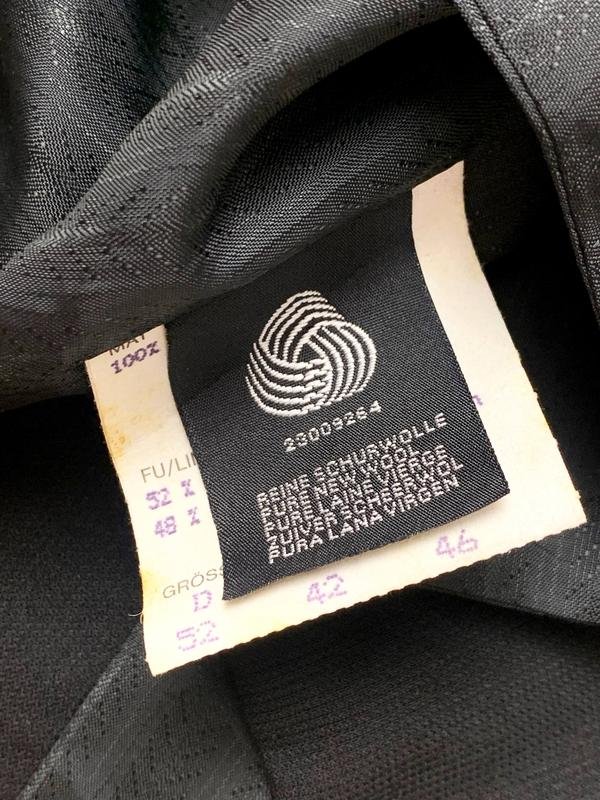 MAT
100%
FU/LI
52 %
48 %
GRÖSS
D 42 46
52
23009264
REINE SCHURWOLLE
PURE NEW WOOL
PURE LAINE VIERGE
ZUIVER SCHEERWOL
PURA LANA VIRGEN